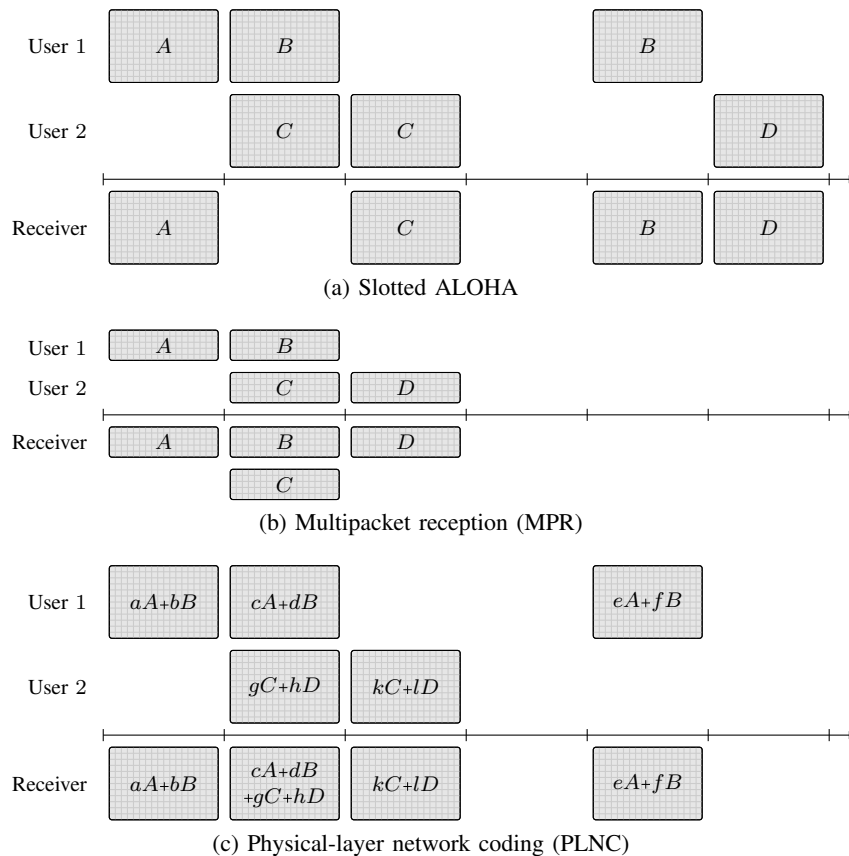 User 1 A B B
User 2 C C D
Receiver A C B D
(a) Slotted ALOHA
User 1 A B
User 2 C D
Receiver A B D
C
(b) Multipacket reception (MPR)
User 1 aA+bB cA+dB eA+fB
User 2 gC+hD kC+lD
Receiver aA+bB cA+dB +gC+hD kC+lD eA+fB
(c) Physical-layer network coding (PLNC)